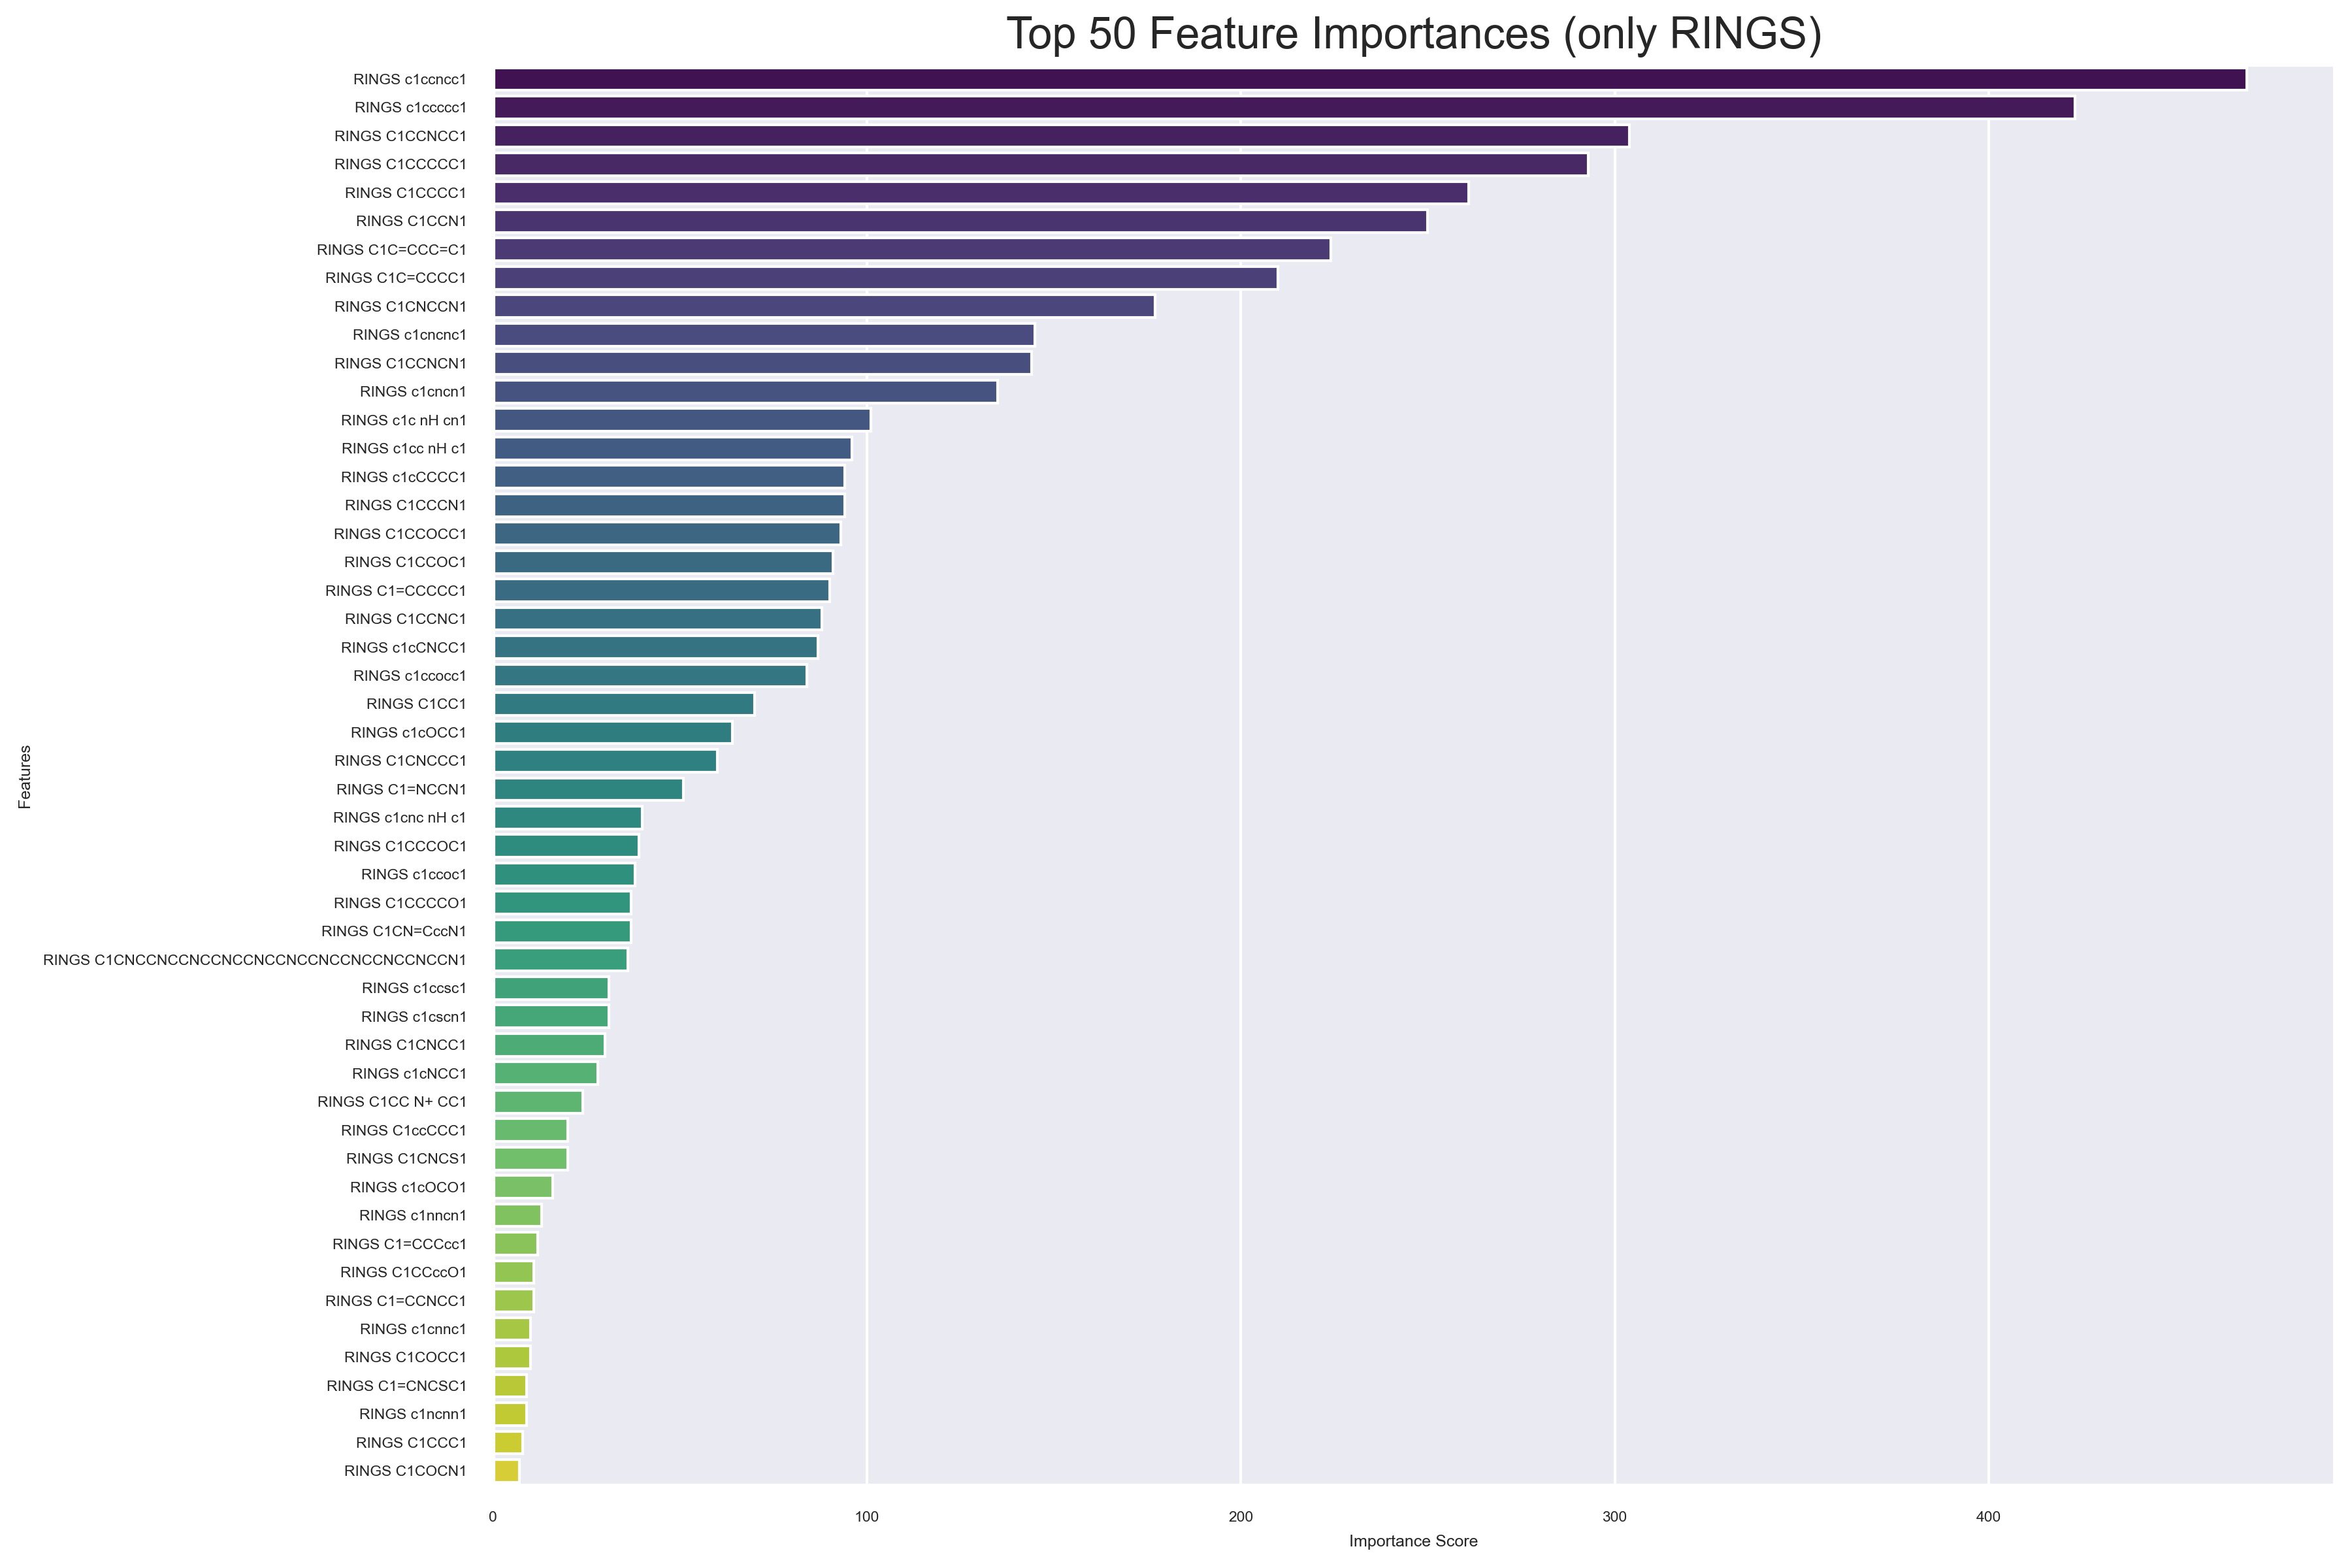 Top 50 Feature Importances (only RINGS)
RINGS c1ccncc1
RINGS c1ccccc1
RINGS C1CCNCC1
RINGS C1CCCCC1
RINGS C1CCCC1
RINGS C1CCN1
RINGS C1C=CCC=C1
RINGS C1C=CCCC1
RINGS C1CNCCN1
RINGS c1cncnc1
RINGS C1CCNCN1
RINGS c1cncn1
RINGS c1c nH cn1
RINGS c1cc nH c1
RINGS c1cCCCC1
RINGS C1CCCN1
RINGS C1CCOCC1
RINGS C1CCOC1
RINGS C1=CCCCC1
RINGS C1CCNC1
RINGS c1cCNCC1
RINGS c1ccocc1
RINGS C1CC1
RINGS c1cOCC1
RINGS C1CNCCC1
RINGS C1=NCCN1
RINGS c1cnc nH c1
RINGS C1CCCOC1
RINGS c1ccoc1
RINGS C1CCCCO1
RINGS C1CN=CccN1
RINGS C1CNCCNCCNCCNCCNCCNCCNCCNCCNCCNCCN1
RINGS c1ccsc1
RINGS c1cscn1
RINGS C1CNCC1
RINGS c1cNCC1
RINGS C1CC N+ CC1
RINGS C1ccCCC1
RINGS C1CNCS1
RINGS c1cOCO1
RINGS c1nncn1
RINGS C1=CCCcc1
RINGS C1CCccO1
RINGS C1=CCNCC1
RINGS c1cnnc1
RINGS C1COCC1
RINGS C1=CNCSC1
RINGS c1ncnn1
RINGS C1CCC1
RINGS C1COCN1
Features
0 100 200 300 400
Importance Score